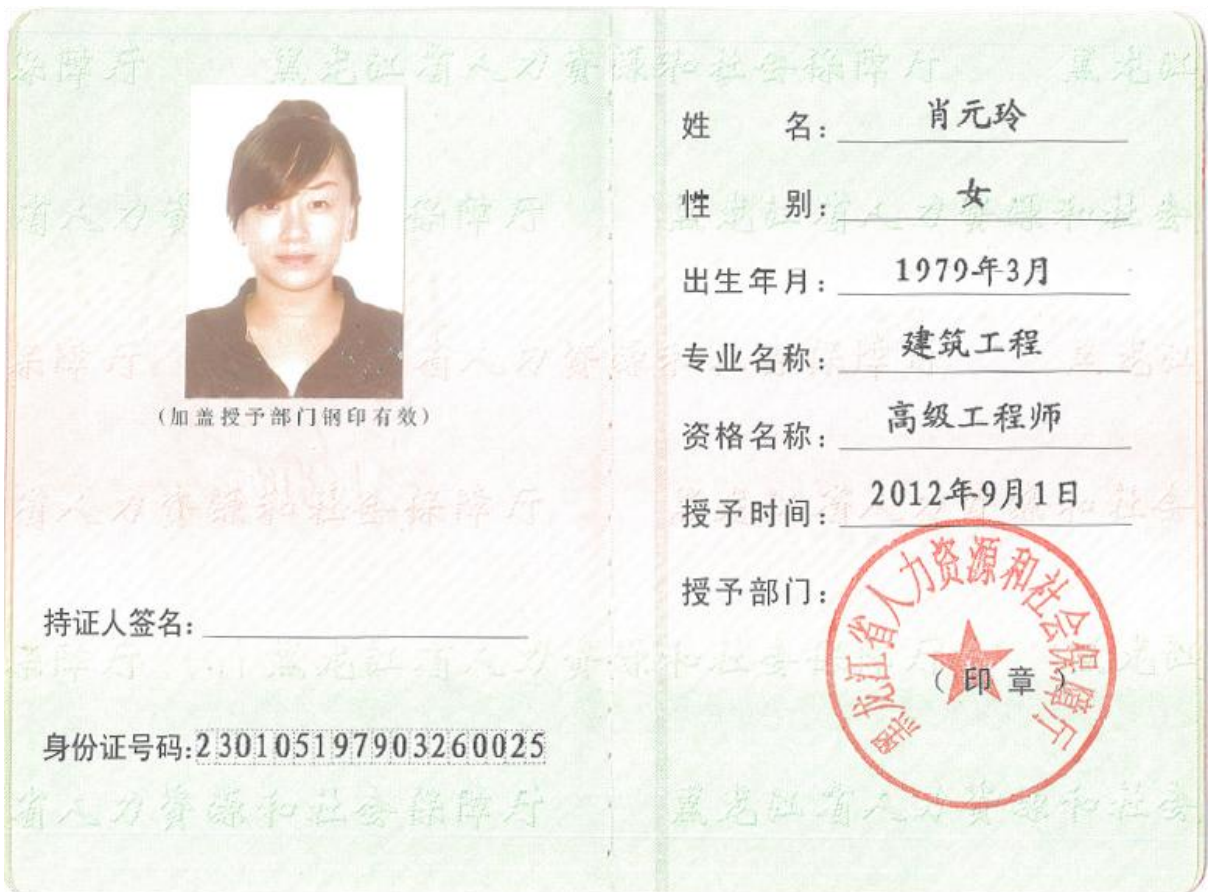 (加盖授予部门钢印有效)
持证人签名:
身份证号码:230105197903260025
姓 名: 肖元玲
性 别: 女
出生年月: 1979年3月
专业名称: 建筑工程
资格名称: 高级工程师
授予时间: 2012年9月1日
授予部门:
黑龙江省人力资源和社会保障厅
(印章)